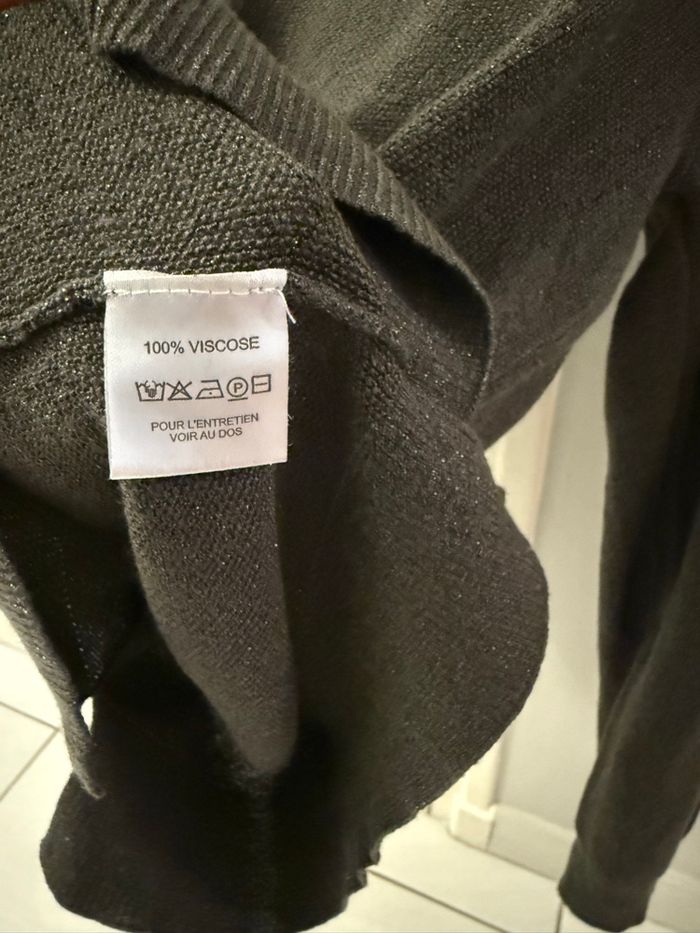 100% VISCOSE
P
POUR L'ENTRETIEN
VOIR AU DOS